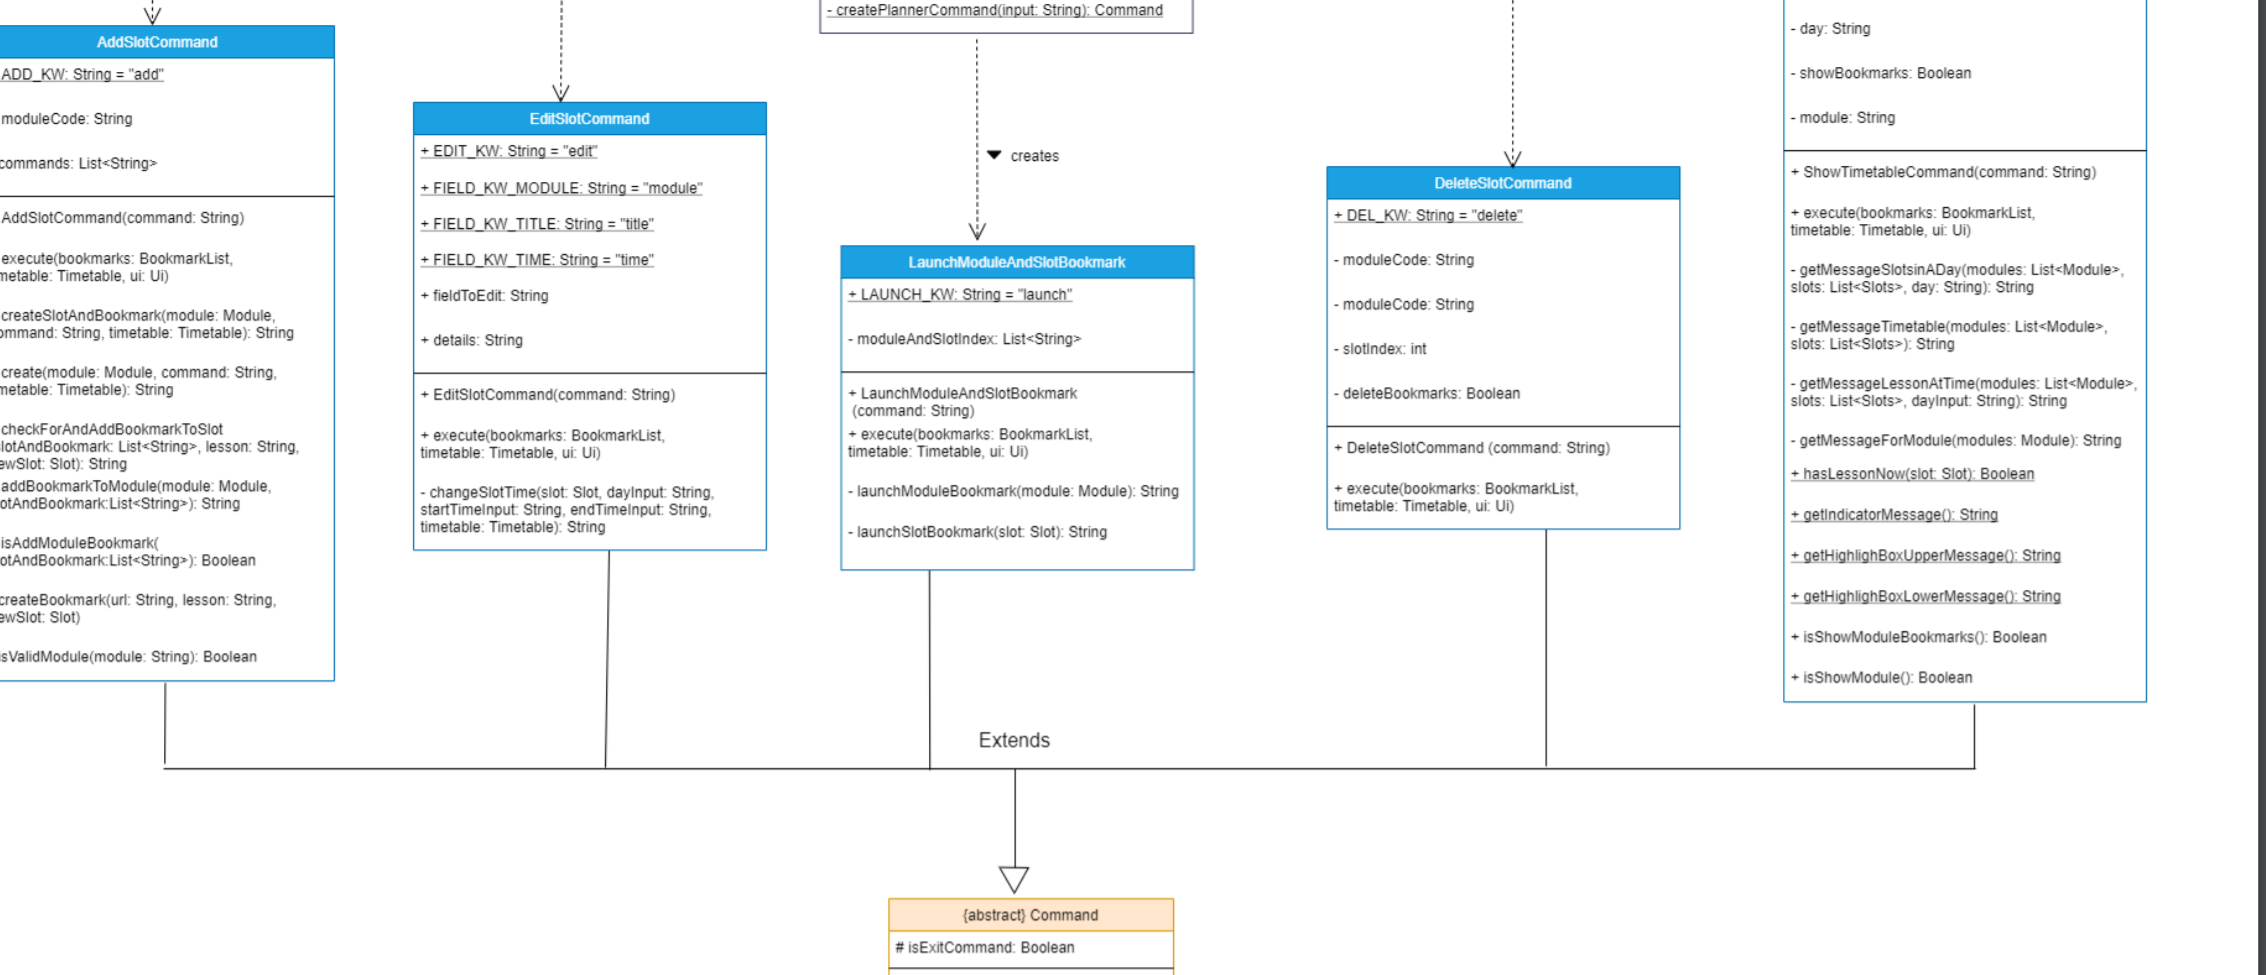 - createPlannerCommand(input: String): Command
AddSlotCommand
ADD_KW: String = "add"
moduleCode: String
commands: List<String>
AddSlotCommand(command: String)
execute(bookmarks: BookmarkList,
metable: Timetable, ui: Ui)
createSlotAndBookmark(module: Module,
ommand: String, timetable: Timetable): String
create(module: Module, command: String,
metable: Timetable): String
checkForAndAddBookmarkToSlot
lotAndBookmark: List<String>, lesson: String,
ewSlot: Slot): String
addBookmarkToModule(module: Module,
otAndBookmark:List<String>): String
isAddModuleBookmark(
otAndBookmark:List<String>): Boolean
createBookmark(url: String, lesson: String,
ewSlot: Slot)
isValidModule(module: String): Boolean
EditSlotCommand
+ EDIT_KW: String = "edit"
+ FIELD_KW_MODULE: String = "module"
+ FIELD_KW_TITLE: String = "title"
+ FIELD_KW_TIME: String = "time"
+ fieldToEdit: String
+ details: String
+ EditSlotCommand(command: String)
+ execute(bookmarks: BookmarkList,
timetable: Timetable, ui: Ui)
- changeSlotTime(slot: Slot, dayInput: String,
startTimeInput: String, endTimeInput: String,
timetable: Timetable): String
creates
LaunchModuleAndSlotBookmark
+ LAUNCH_KW: String = "launch"
- moduleAndSlotIndex: List<String>
+ LaunchModuleAndSlotBookmark
(command: String)
+ execute(bookmarks: BookmarkList,
timetable: Timetable, ui: Ui)
- launchModuleBookmark(module: Module): String
- launchSlotBookmark(slot: Slot): String
DeleteSlotCommand
+ DEL_KW: String = "delete"
- moduleCode: String
- moduleCode: String
- slotIndex: int
- deleteBookmarks: Boolean
+ DeleteSlotCommand (command: String)
+ execute(bookmarks: BookmarkList,
timetable: Timetable, ui: Ui)
- day: String
- showBookmarks: Boolean
- module: String
+ ShowTimetableCommand(command: String)
+ execute(bookmarks: BookmarkList,
timetable: Timetable, ui: Ui)
- getMessageSlotsinADay(modules: List<Module>,
slots: List<Slots>, day: String): String
- getMessageTimetable(modules: List<Module>,
slots: List<Slots>): String
- getMessageLessonAtTime(modules: List<Module>,
slots: List<Slots>, dayInput: String): String
- getMessageForModule(modules: Module): String
+ hasLessonNow(slot: Slot): Boolean
+ getIndicatorMessage(): String
+ getHighlighBoxUpperMessage(): String
+ getHighlighBoxLowerMessage(): String
+ isShowModuleBookmarks(): Boolean
+ isShowModule(): Boolean
Extends
{abstract} Command
# isExitCommand: Boolean